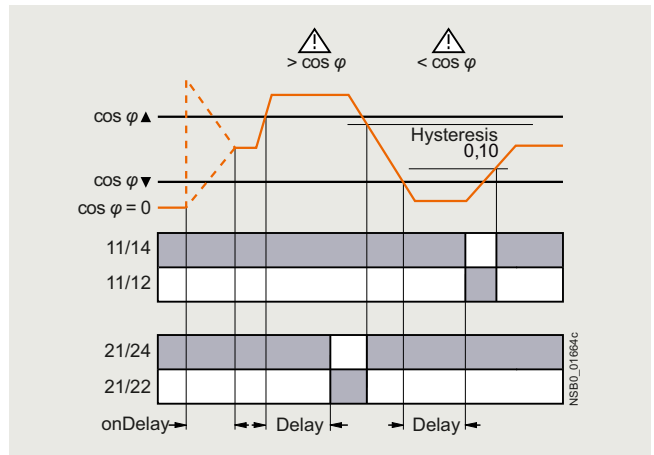 > cos φ
< cos φ
cos φ▲
Hysteresis
0,10
cos φ▼
cos φ = 0
11/14
11/12
21/24
21/22
onDelay
Delay
Delay
NSB0_01664c